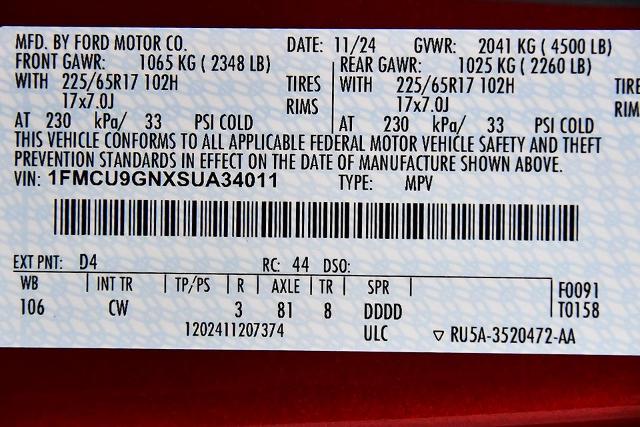 MFD. BY FORD MOTOR CO. DATE: 11/24 GVWR: 2041 KG ( 4500 LB)
FRONT GAWR: 1065 KG ( 2348 LB) REAR GAWR: 1025 KG ( 2260 LB)
WITH 225/65R17 102H TIRES WITH 225/65R17 102H TIRE
17x7.0J RIMS 17x7.0J RIM
AT 230 kPa/ 33 PSI COLD AT 230 kPa/ 33 PSI COLD
THIS VEHICLE CONFORMS TO ALL APPLICABLE FEDERAL MOTOR VEHICLE SAFETY AND THEFT
PREVENTION STANDARDS IN EFFECT ON THE DATE OF MANUFACTURE SHOWN ABOVE.
VIN: 1FMCU9GNXSUA34011 TYPE: MPV
EXT PNT: D4 RC: 44 DSO:
WB INT TR TP/PS R AXLE TR SPR F0091
106 CW 3 81 8 DDDD T0158
1202411207374 ULC ▽ RU5A-3520472-AA